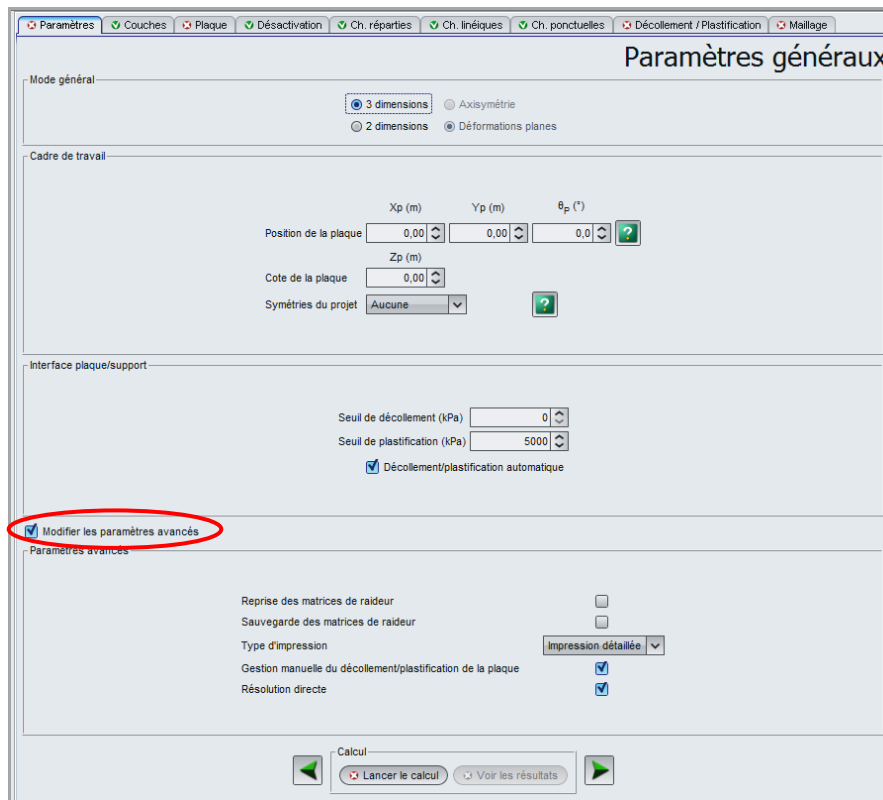 Paramètres Couches Plaque Désactivation Ch. réparties Ch. linéiques Ch. ponctuelles Décollement / Plastification Maillage
Paramètres généraux
Mode général
3 dimensions Axisymétrie
2 dimensions Déformations planes
Cadre de travail
Xp (m) Yp (m) θp (°)
Position de la plaque 0,00 0,00 0,0 ?
Zp (m)
Cote de la plaque 0,00
Symétries du projet Aucune ?
Interface plaque/support
Seuil de décollement (kPa) 0
Seuil de plastification (kPa) 5000
Décollement/plastification automatique
Modifier les paramètres avancés
Paramètres avancés
Reprise des matrices de raideur
Sauvegarde des matrices de raideur
Type d'impression Impression détaillée
Gestion manuelle du décollement/plastification de la plaque
Résolution directe
Calcul
Lancer le calcul Voir les résultats